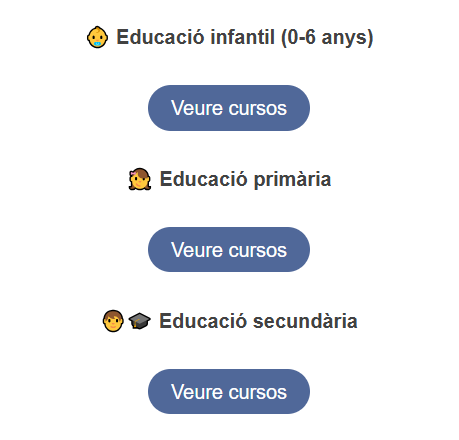 Educació infantil (0-6 anys)
Veure cursos
Educació primària
Veure cursos
Educació secundària
Veure cursos